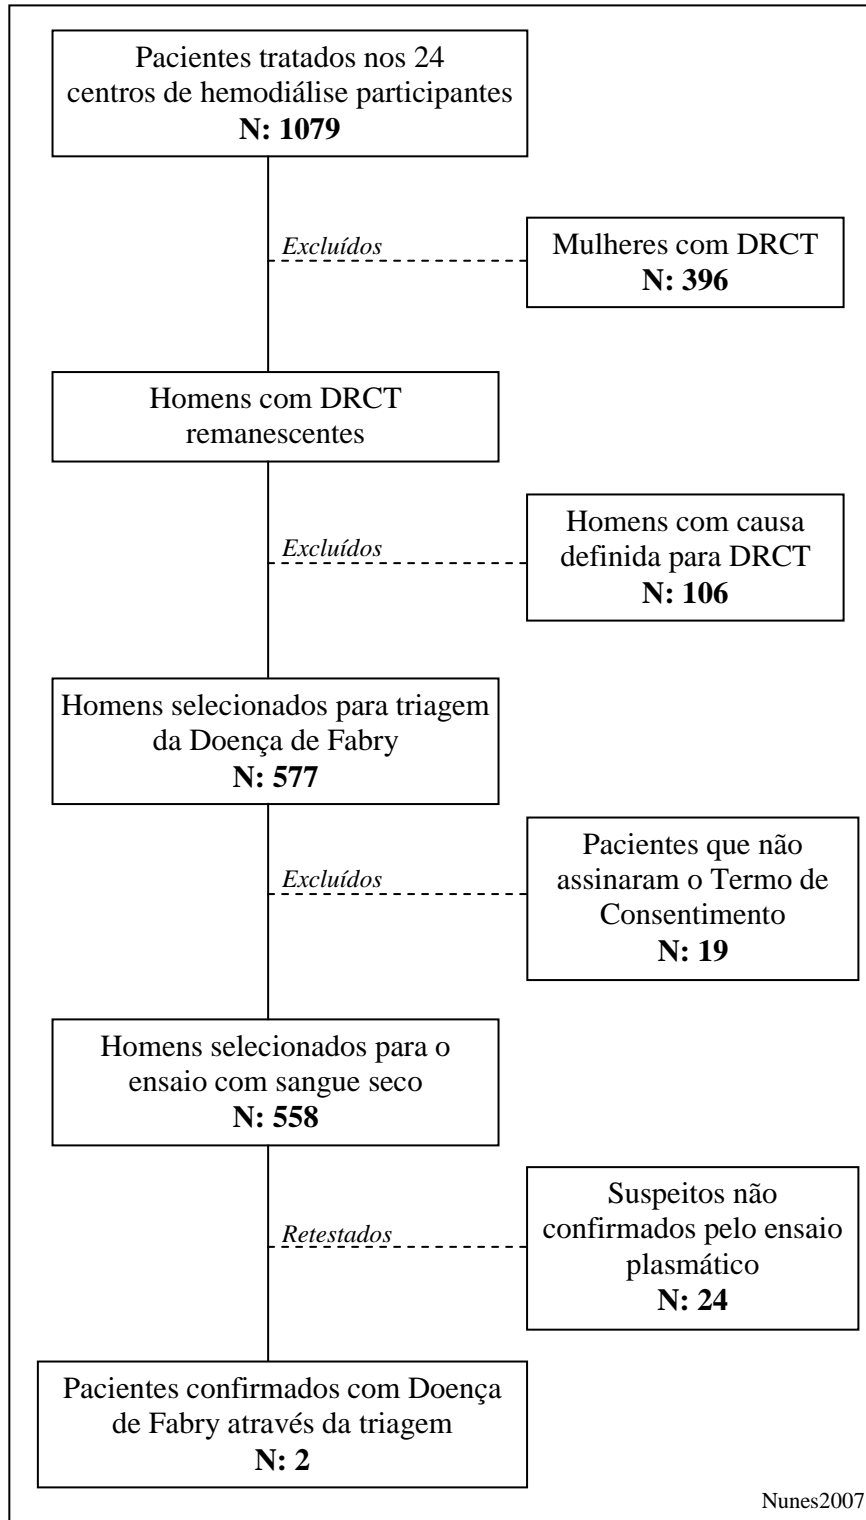 Pacientes tratados nos 24
centros de hemodiálise participantes
N: 1079
Excluídos
Mulheres com DRCT
N: 396
Homens com DRCT
remanescentes
Excluídos
Homens com causa
definida para DRCT
N: 106
Homens selecionados para triagem
da Doença de Fabry
N: 577
Excluídos
Pacientes que não
assinaram o Termo de
Consentimento
N: 19
Homens selecionados para o
ensaio com sangue seco
N: 558
Retestados
Suspeitos não
confirmados pelo ensaio
plasmático
N: 24
Pacientes confirmados com Doença
de Fabry através da triagem
N: 2
Nunes2007